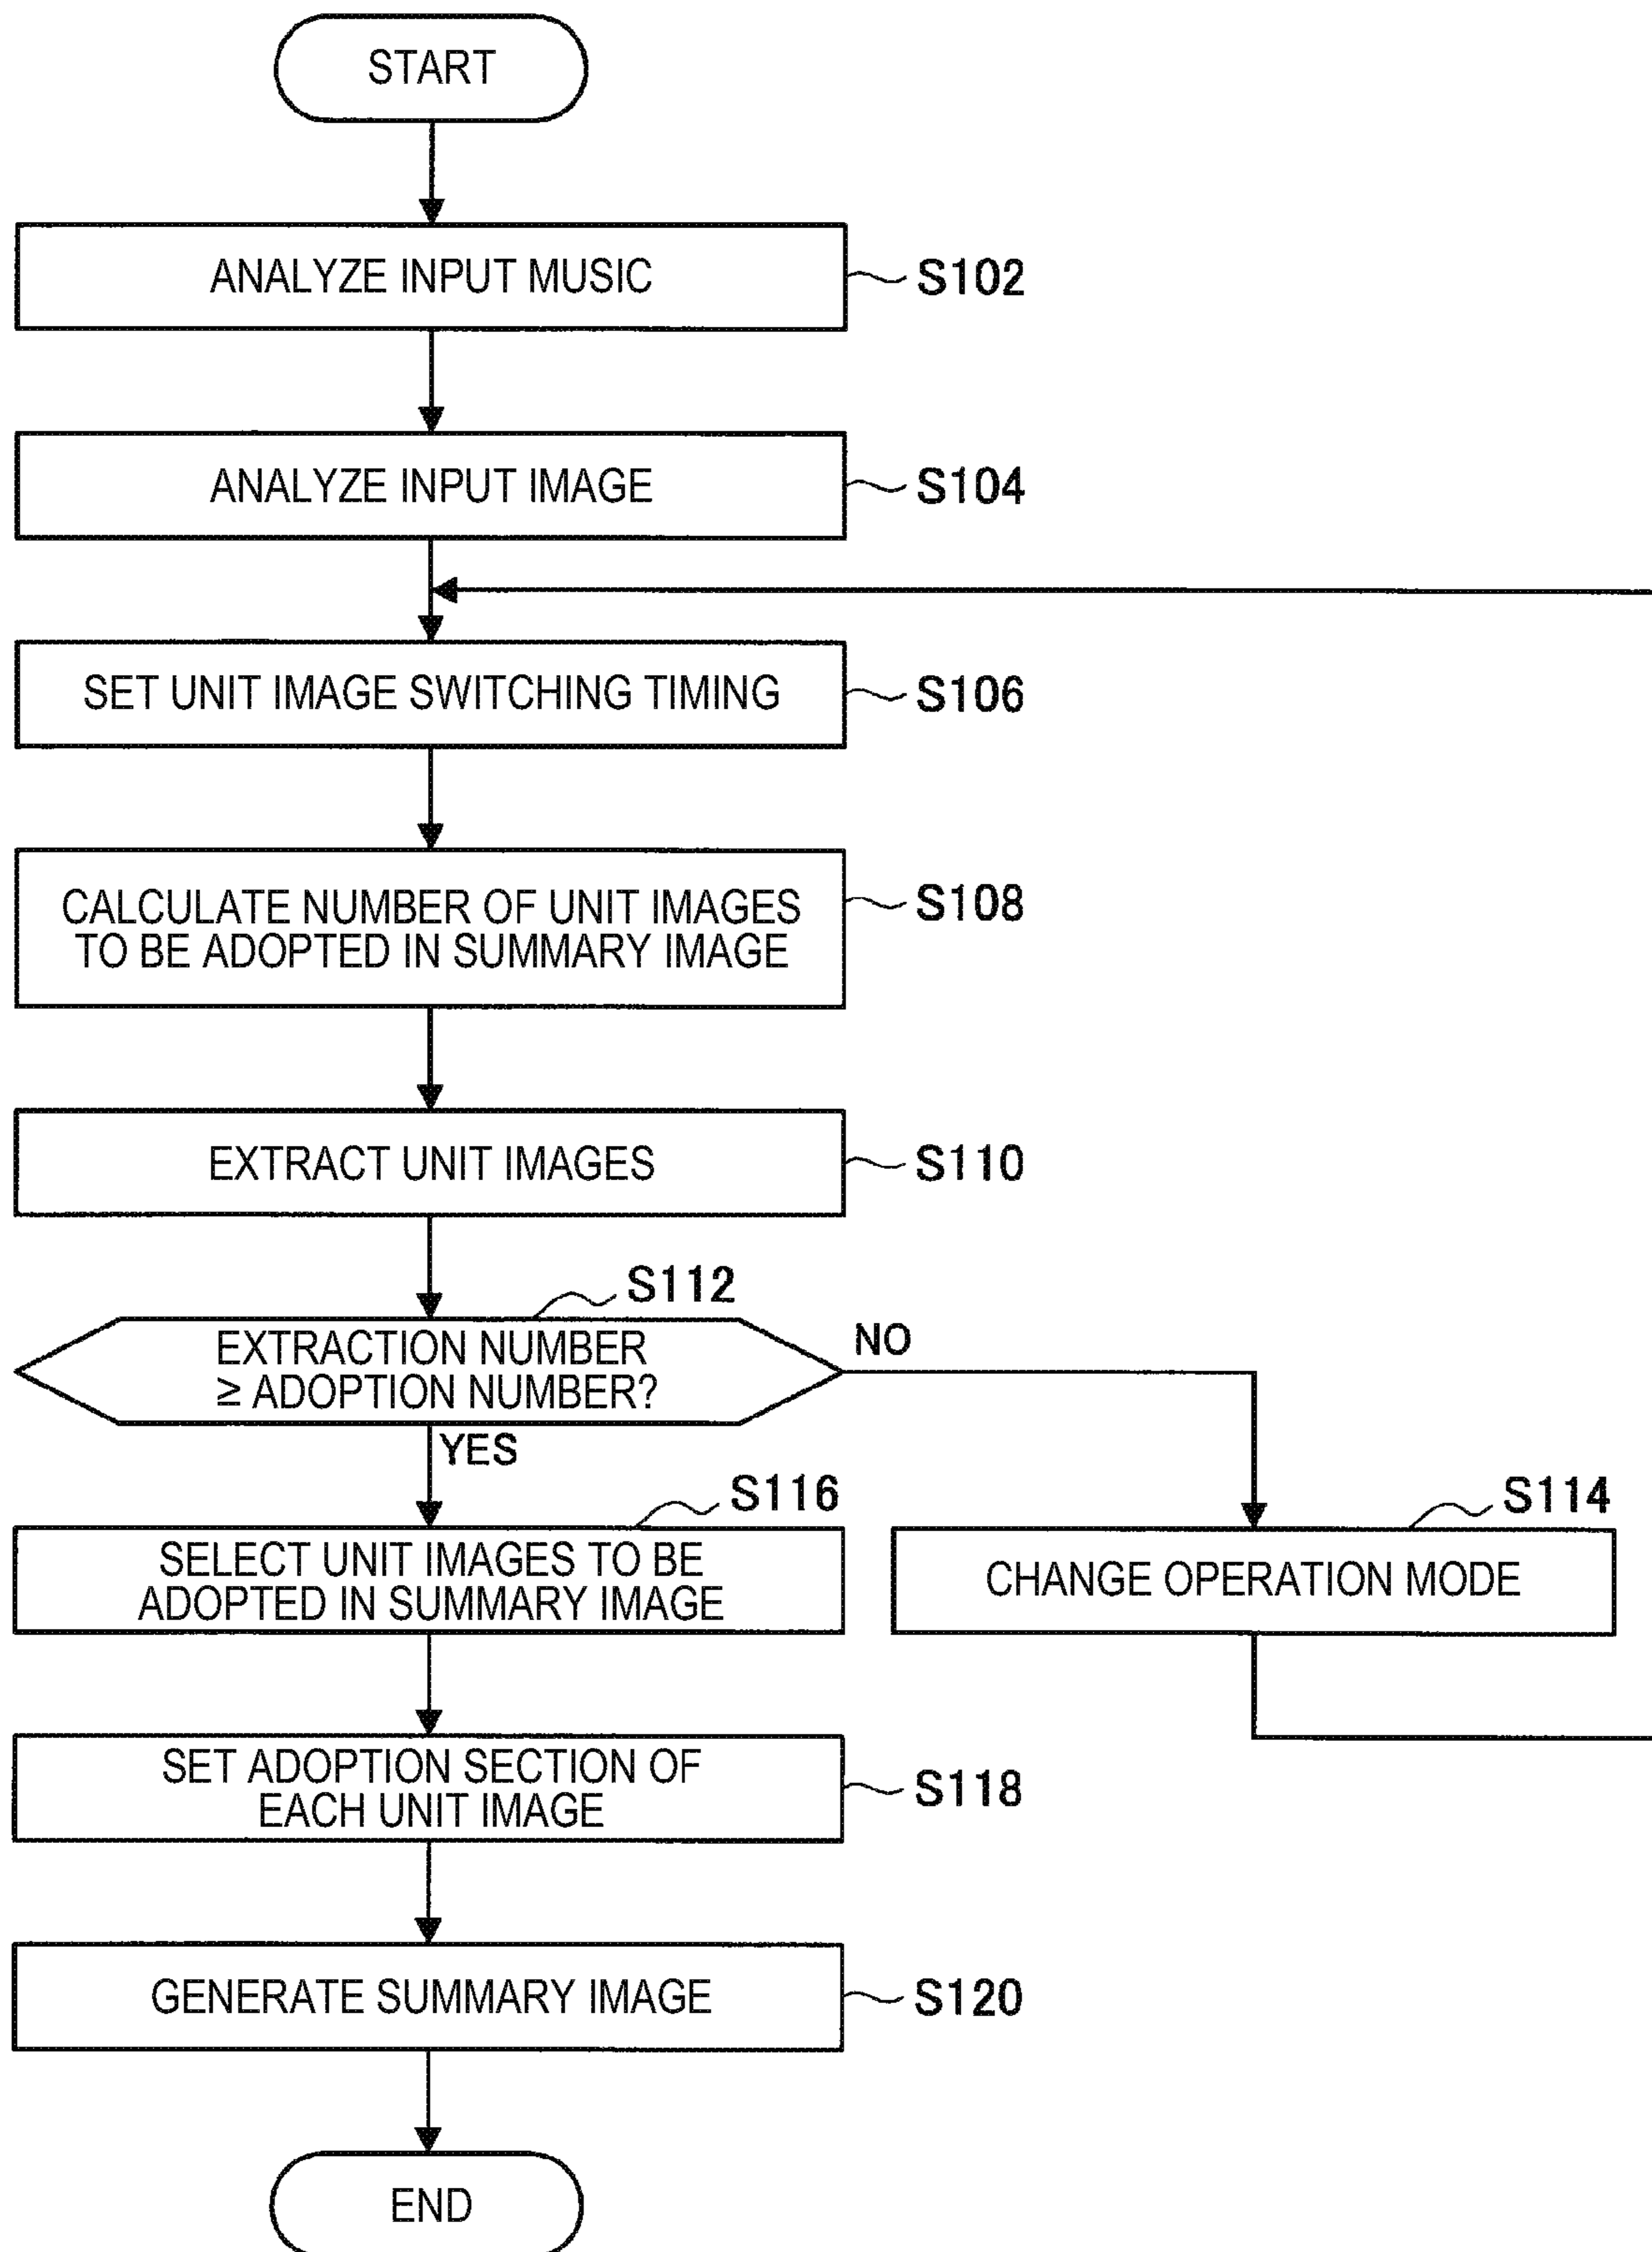 START
ANALYZE INPUT MUSIC
S102
ANALYZE INPUT IMAGE
S104
SET UNIT IMAGE SWITCHING TIMING
S106
CALCULATE NUMBER OF UNIT IMAGES
TO BE ADOPTED IN SUMMARY IMAGE
S108
EXTRACT UNIT IMAGES
S110
S112
EXTRACTION NUMBER
≥ ADOPTION NUMBER?
NO
YES
S116
SELECT UNIT IMAGES TO BE
ADOPTED IN SUMMARY IMAGE
S114
CHANGE OPERATION MODE
SET ADOPTION SECTION OF
EACH UNIT IMAGE
S118
GENERATE SUMMARY IMAGE
S120
END